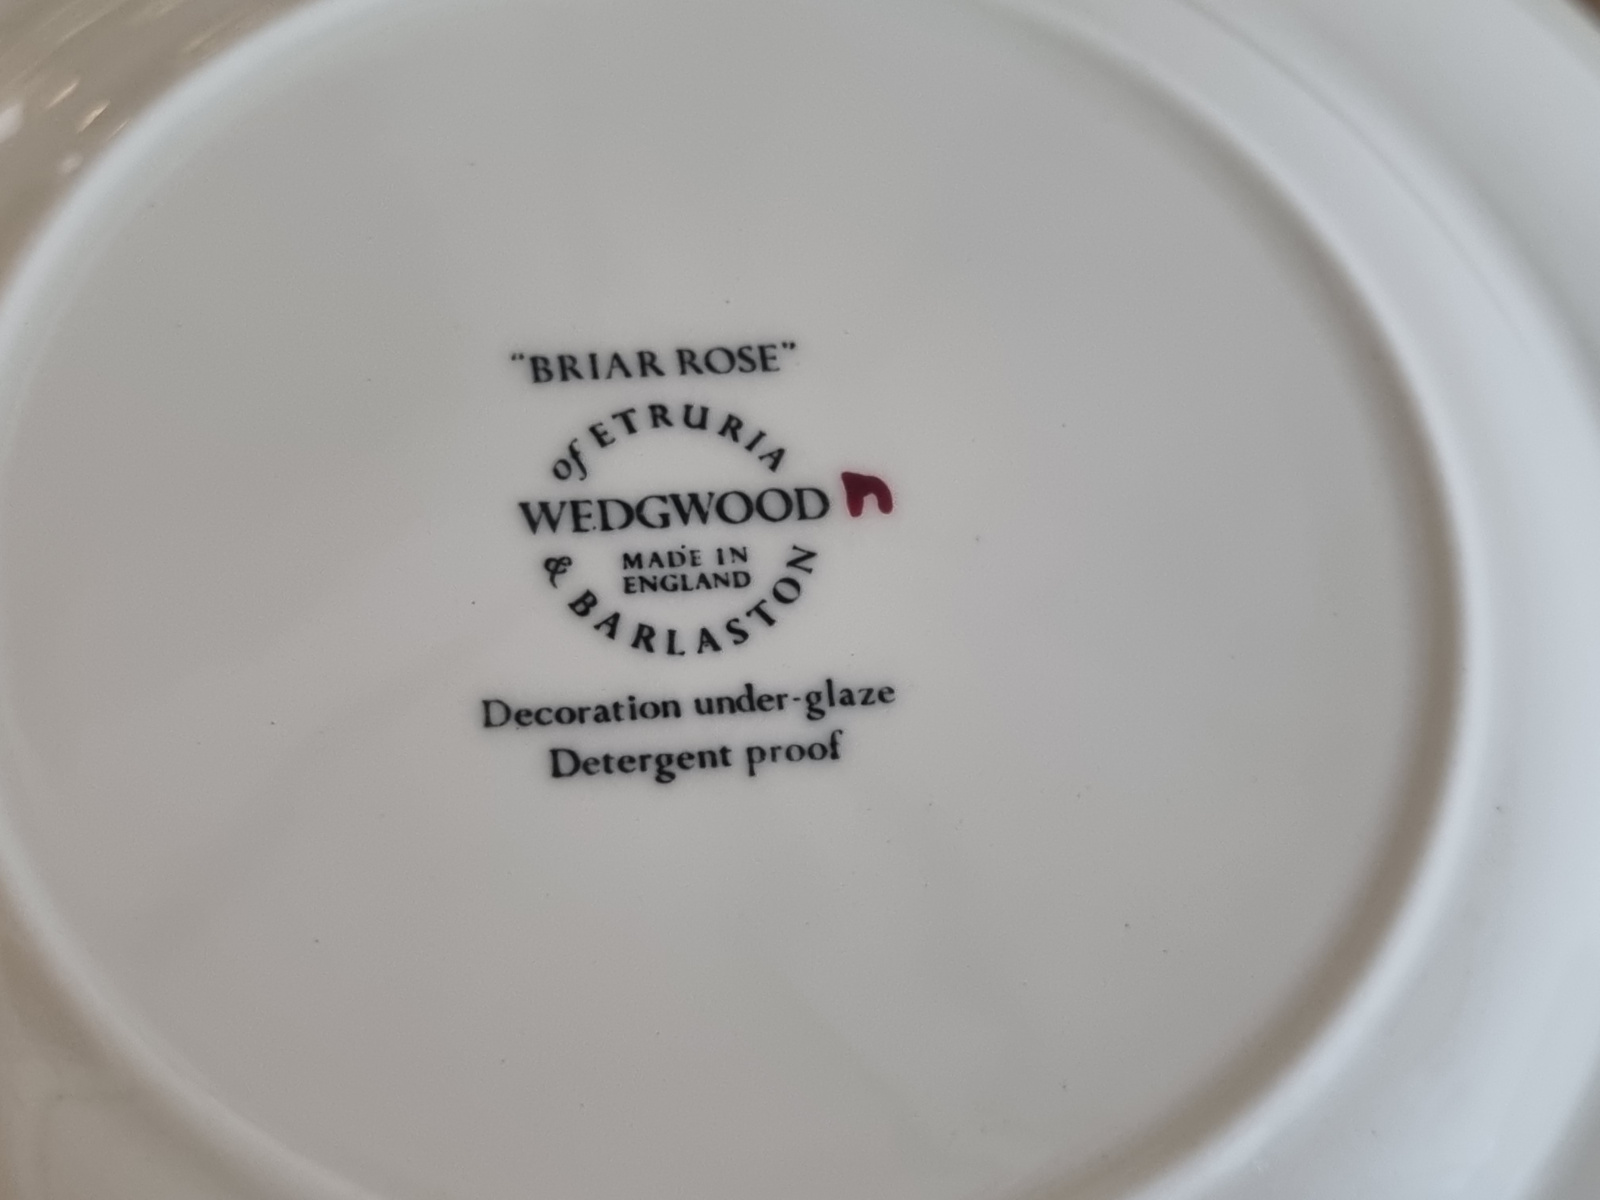 “BRIAR ROSE”
of ETRURIA
WEDGWOOD n
MADE IN
ENGLAND
& BARLASTON
Decoration under-glaze
Detergent proof